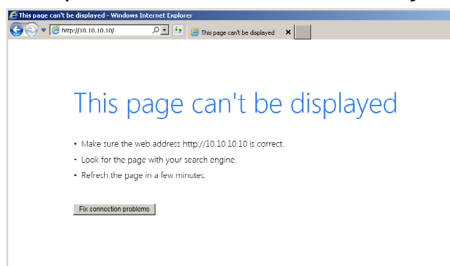 This page can't be displayed - Windows Internet Explorer
http://10.10.10.10/
This page can't be displayed
This page can't be displayed
• Make sure the web address http://10.10.10.10 is correct.
• Look for the page with your search engine.
• Refresh the page in a few minutes.
Fix connection problems